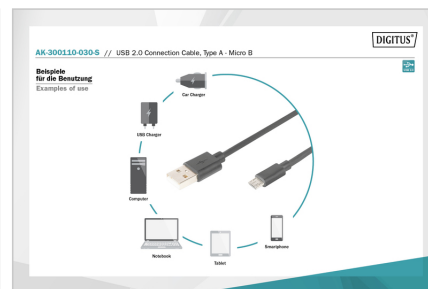 DIGITUS®
AK-300110-030-S // USB 2.0 Connection Cable, Type A - Micro B
Beispiele
für die Benutzung
Examples of use
Car Charger
USB Charger
Computer
Notebook
Tablet
Smartphone